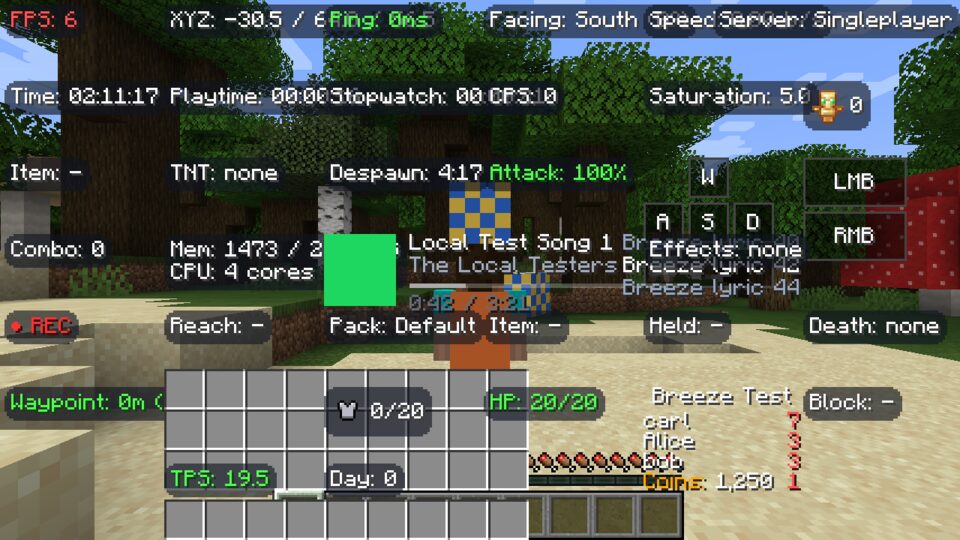 FPS: 6
XYZ: -30.5 / 6
Ping: 0ms
Facing: South
Speed
Server: Singleplayer
Time: 02:11:17
Playtime: 00:00
Stopwatch: 00
CPS:
Saturation: 5.0
0
Item: -
TNT: none
Despawn: 4:17
Attack: 100%
W
LMB
A S D
RMB
Combo: 0
Mem: 1473 / 2
CPU: 4 cores
Local Test Song 1
The Local Testers
0:42 / 3:21
Effects: none
Breeze lyric
Breeze lyric 44
REC
Reach: -
Pack: Default
Item: -
Held: -
Death: none
Waypoint: 0m (
0/20
HP: 20/20
Breeze Test
carl 7
Alice 3
bob 3
Coins: 1,250 1
Block: -
TPS: 19.5
Day: 0